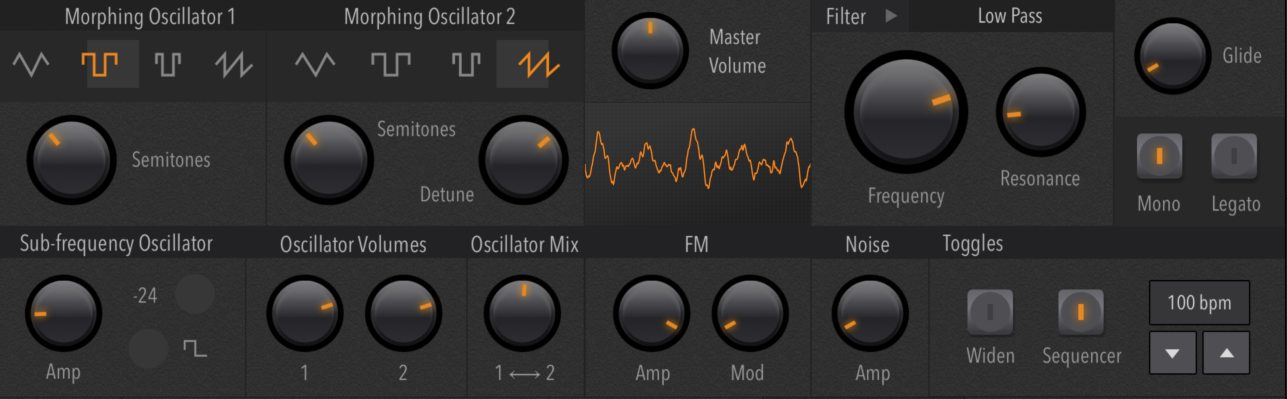 Morphing Oscillator 1
Morphing Oscillator 2
Master
Volume
Filter
Low Pass
Glide
Semitones
Semitones
Detune
Frequency
Resonance
Mono
Legato
Sub-frequency Oscillator
Oscillator Volumes
Oscillator Mix
FM
Noise
Toggles
-24
100 bpm
Widen
Sequencer
Amp
1
2
1 ⟷ 2
Amp
Mod
Amp